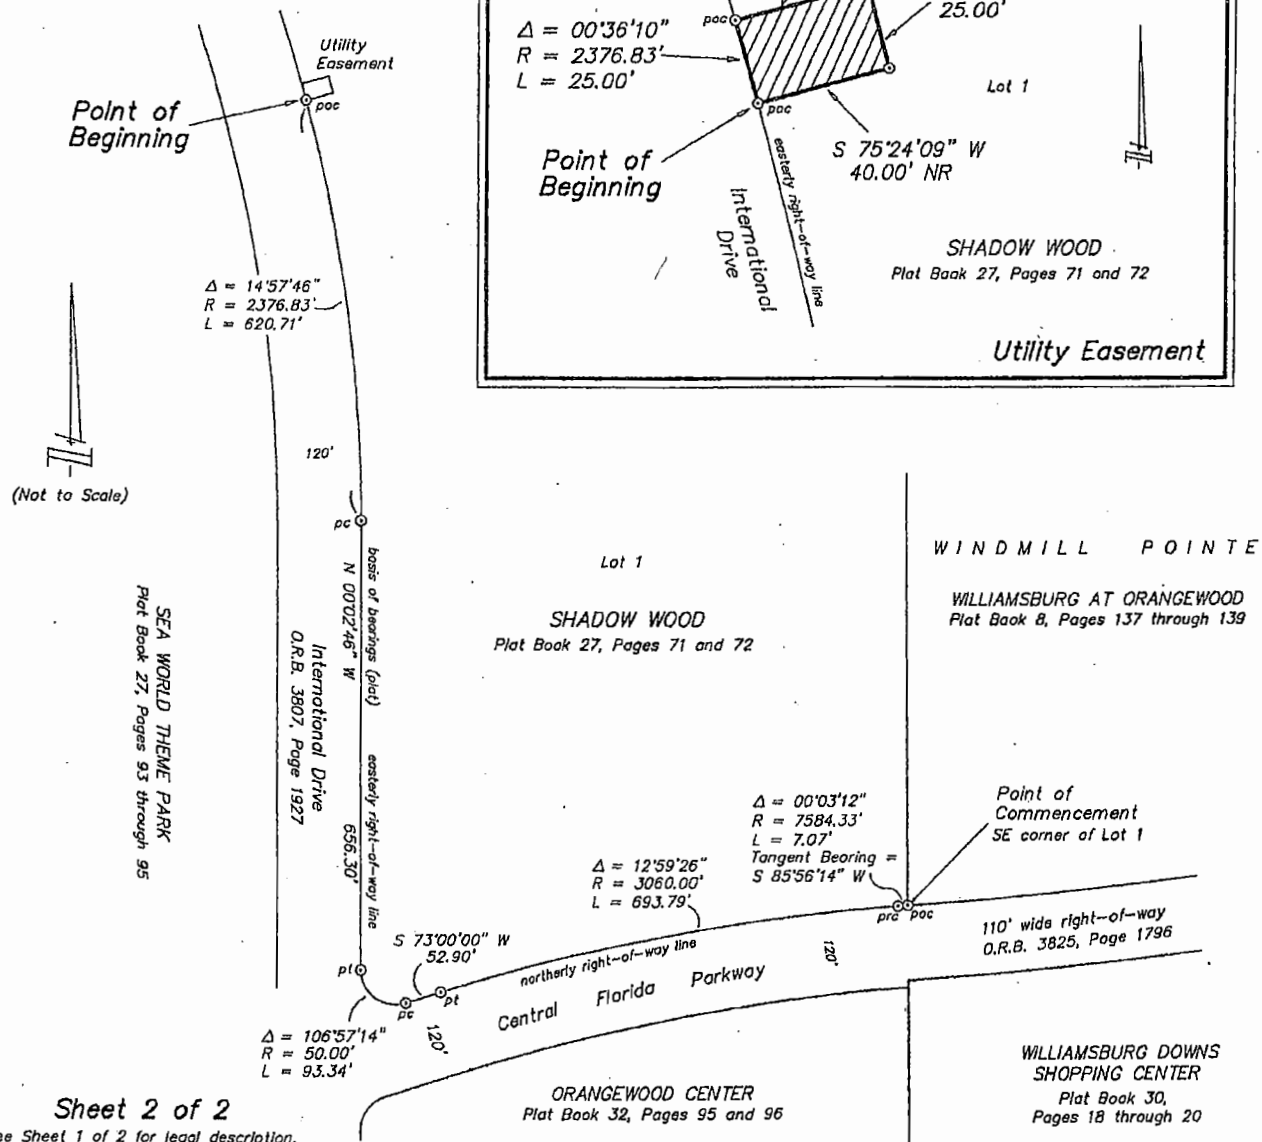 Utility
Easement
Point of
Beginning
poc
Δ = 00°36'10"
R = 2376.83'
L = 25.00'
poc
25.00'
Lot 1
poc
Point of
Beginning
S 75°24'09" W
40.00' NR
easterly right-of-way line
International
Drive
SHADOW WOOD
Plat Book 27, Pages 71 and 72
Utility Easement
Δ = 14°57'46"
R = 2376.83'
L = 620.71'
(Not to Scale)
120'
pc
basis of bearings (plat)
N 00°02'46" W
easterly right-of-way line
656.30'
International Drive
O.R.B. 3807, Page 1927
SEA WORLD THEME PARK
Plat Book 27, Pages 93 through 95
Lot 1
SHADOW WOOD
Plat Book 27, Pages 71 and 72
WINDMILL POINTE
WILLIAMSBURG AT ORANGEWOOD
Plat Book 8, Pages 137 through 139
Point of
Commencement
SE corner of Lot 1
Δ = 00°03'12"
R = 7584.33'
L = 7.07'
Tangent Bearing =
S 85°56'14" W
prc
poc
Δ = 12°59'26"
R = 3060.00'
L = 693.79'
S 73°00'00" W
52.90'
northerly right-of-way line
Central Florida Parkway
120'
110' wide right-of-way
O.R.B. 3825, Page 1796
pt
pc
pt
120'
Δ = 106°57'14"
R = 50.00'
L = 93.34'
ORANGEWOOD CENTER
Plat Book 32, Pages 95 and 96
WILLIAMSBURG DOWNS
SHOPPING CENTER
Plat Book 30,
Pages 18 through 20
Sheet 2 of 2
ee Sheet 1 of 2 for legal description.